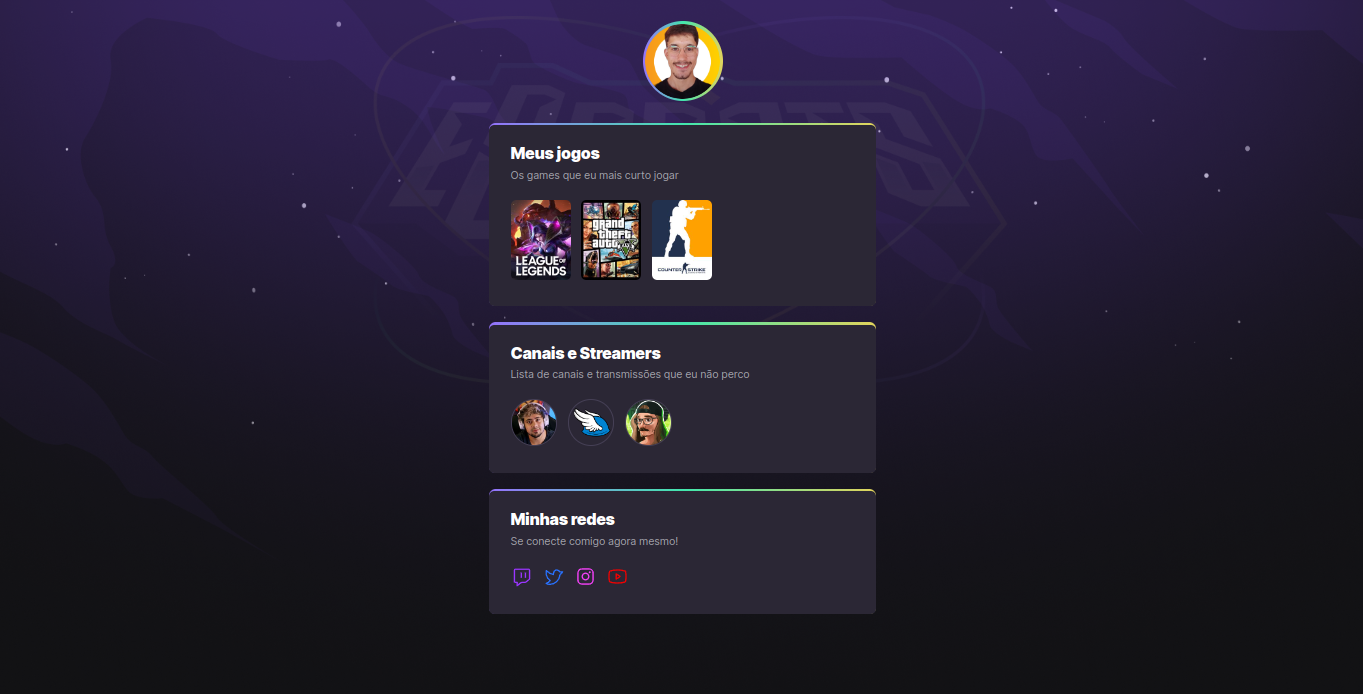 ESPORTS
Meus jogos
Os games que eu mais curto jogar
LEAGUE OF
LEGENDS
grand
theft
auto
V
COUNTER STRIKE
Canais e Streamers
Lista de canais e transmissões que eu não perco
Minhas redes
Se conecte comigo agora mesmo!